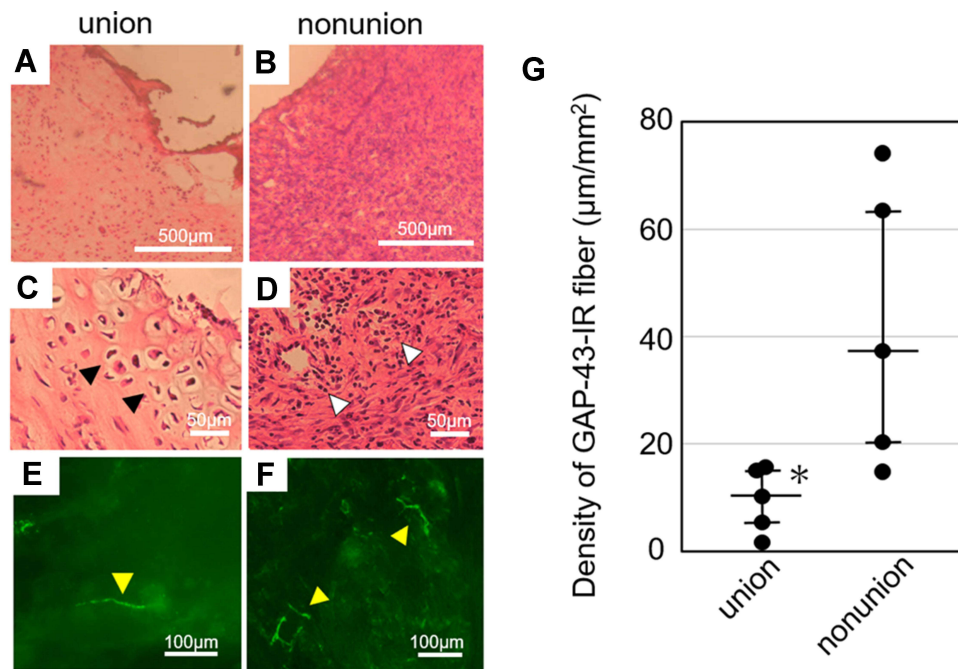 union
nonunion
A
B
G
500µm
500µm
C
D
50µm
50µm
E
F
100µm
100µm
Density of GAP-43-IR fiber (µm/mm²)
80
60
40
20
0
*
union
nonunion